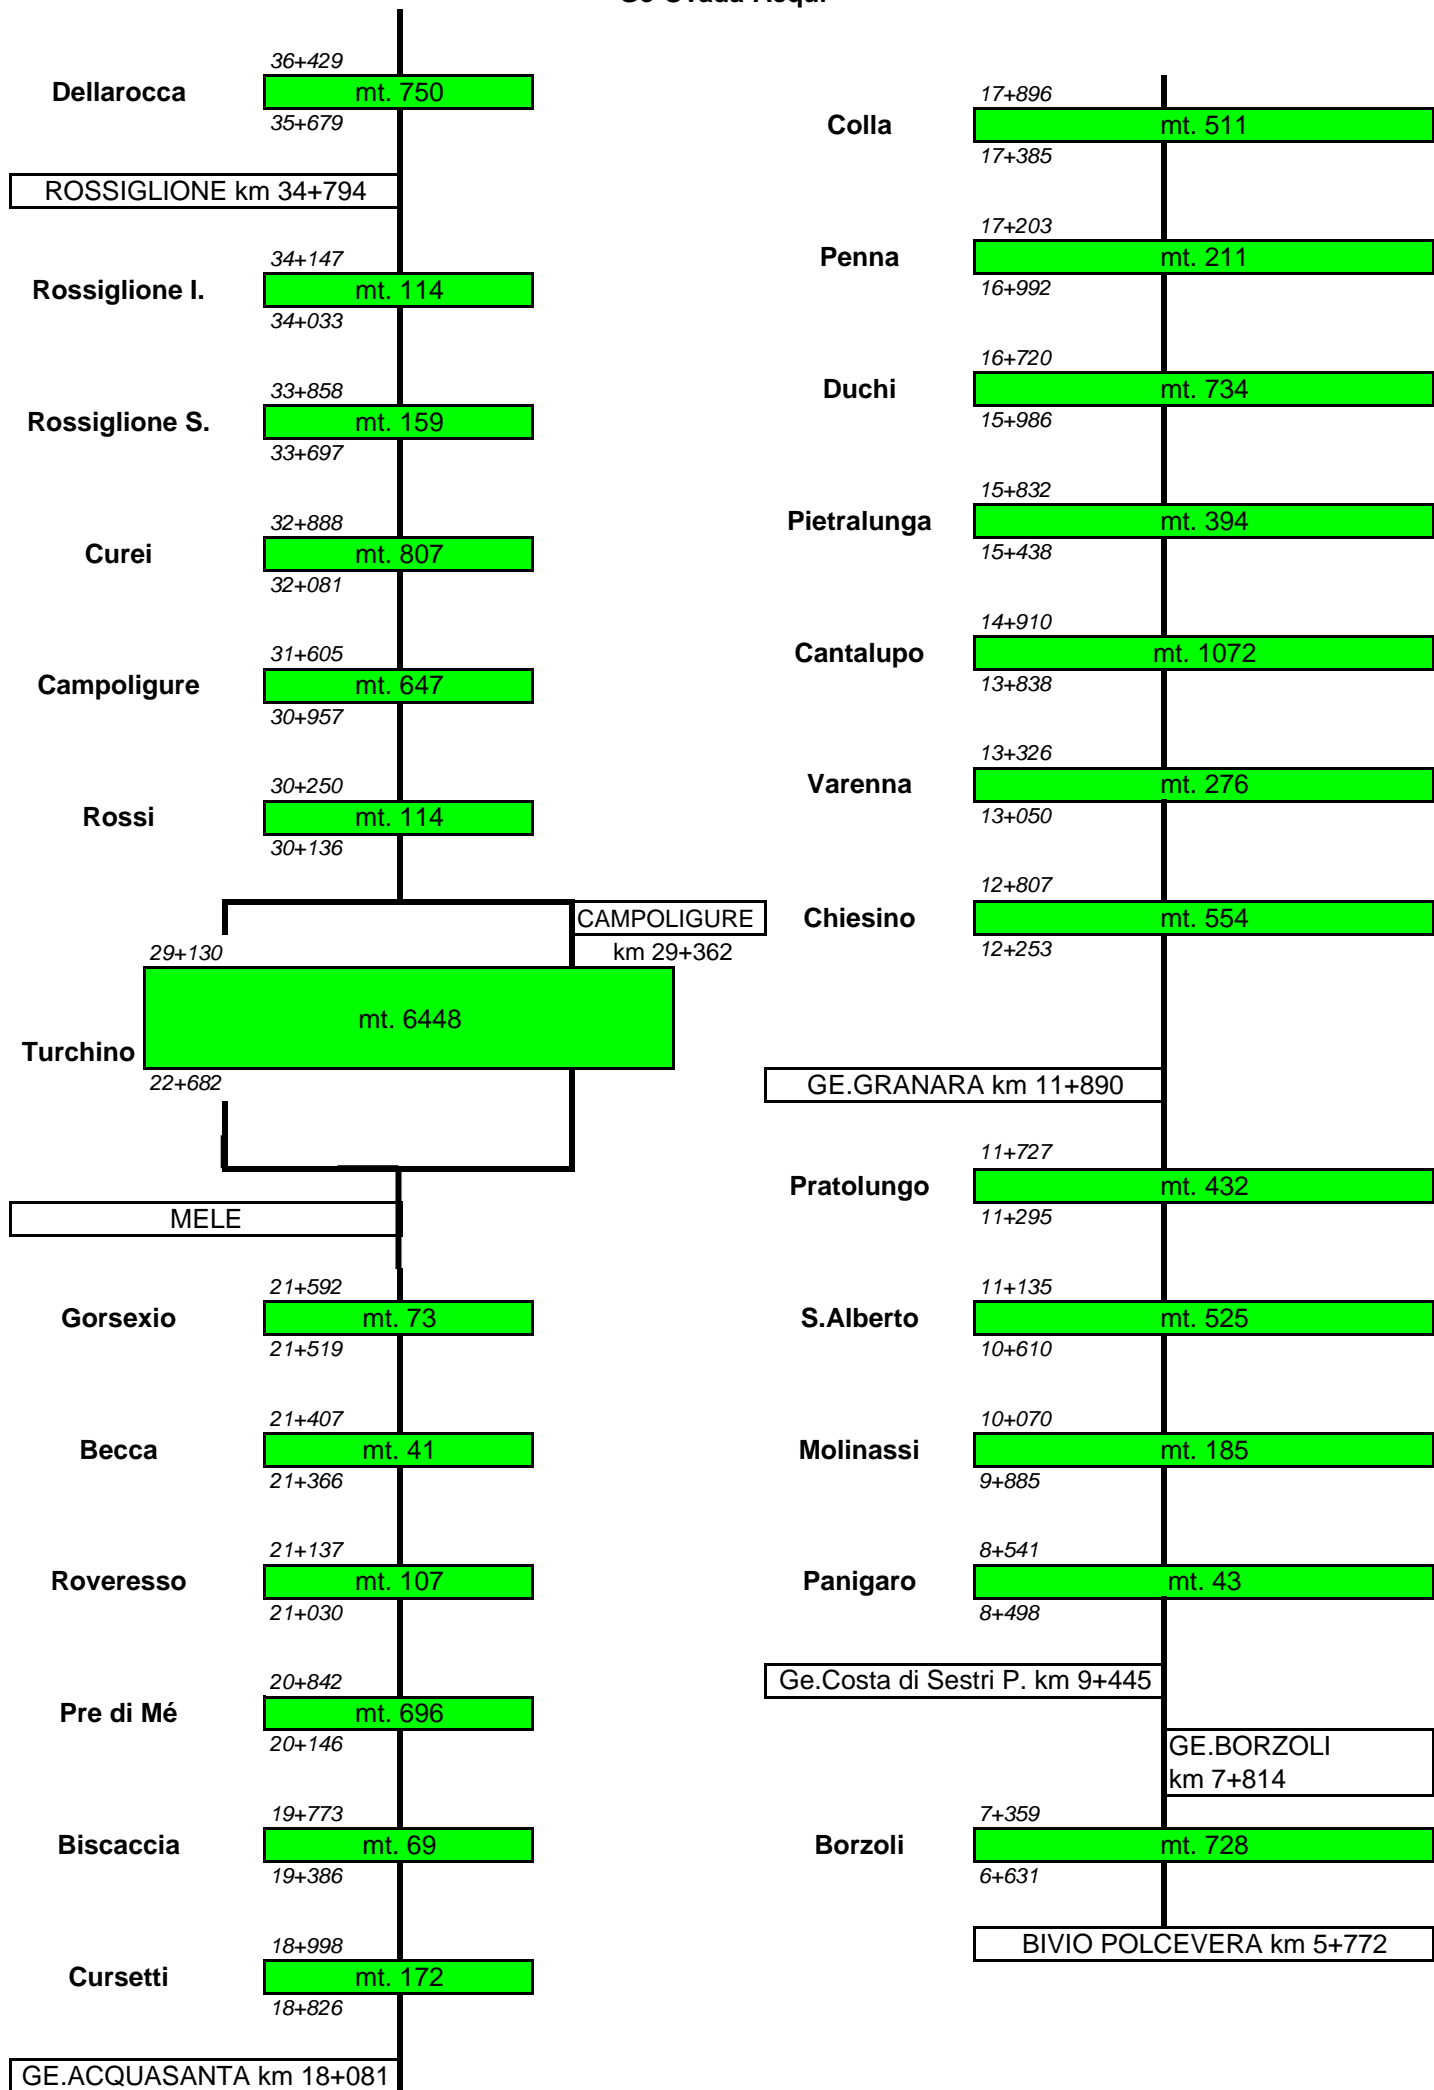 Ge-Ovada-Acqui
36+429
Dellarocca
mt. 750
35+679
ROSSIGLIONE km 34+794
34+147
Rossiglione I.
mt. 114
34+033
33+858
Rossiglione S.
mt. 159
33+697
32+888
Curei
mt. 807
32+081
31+605
Campoligure
mt. 647
30+957
30+250
Rossi
mt. 114
30+136
CAMPOLIGURE
km 29+362
29+130
mt. 6448
Turchino
22+682
MELE
21+592
Gorsexio
mt. 73
21+519
21+407
Becca
mt. 41
21+366
21+137
Roveresso
mt. 107
21+030
20+842
Pre di Mé
mt. 696
20+146
19+773
Biscaccia
mt. 69
19+386
18+998
Cursetti
mt. 172
18+826
GE.ACQUASANTA km 18+081
17+896
Colla
mt. 511
17+385
17+203
Penna
mt. 211
16+992
16+720
Duchi
mt. 734
15+986
15+832
Pietralunga
mt. 394
15+438
14+910
Cantalupo
mt. 1072
13+838
13+326
Varenna
mt. 276
13+050
12+807
Chiesino
mt. 554
12+253
GE.GRANARA km 11+890
11+727
Pratolungo
mt. 432
11+295
11+135
S.Alberto
mt. 525
10+610
10+070
Molinassi
mt. 185
9+885
8+541
Panigaro
mt. 43
8+498
Ge.Costa di Sestri P. km 9+445
GE.BORZOLI
km 7+814
7+359
Borzoli
mt. 728
6+631
BIVIO POLCEVERA km 5+772